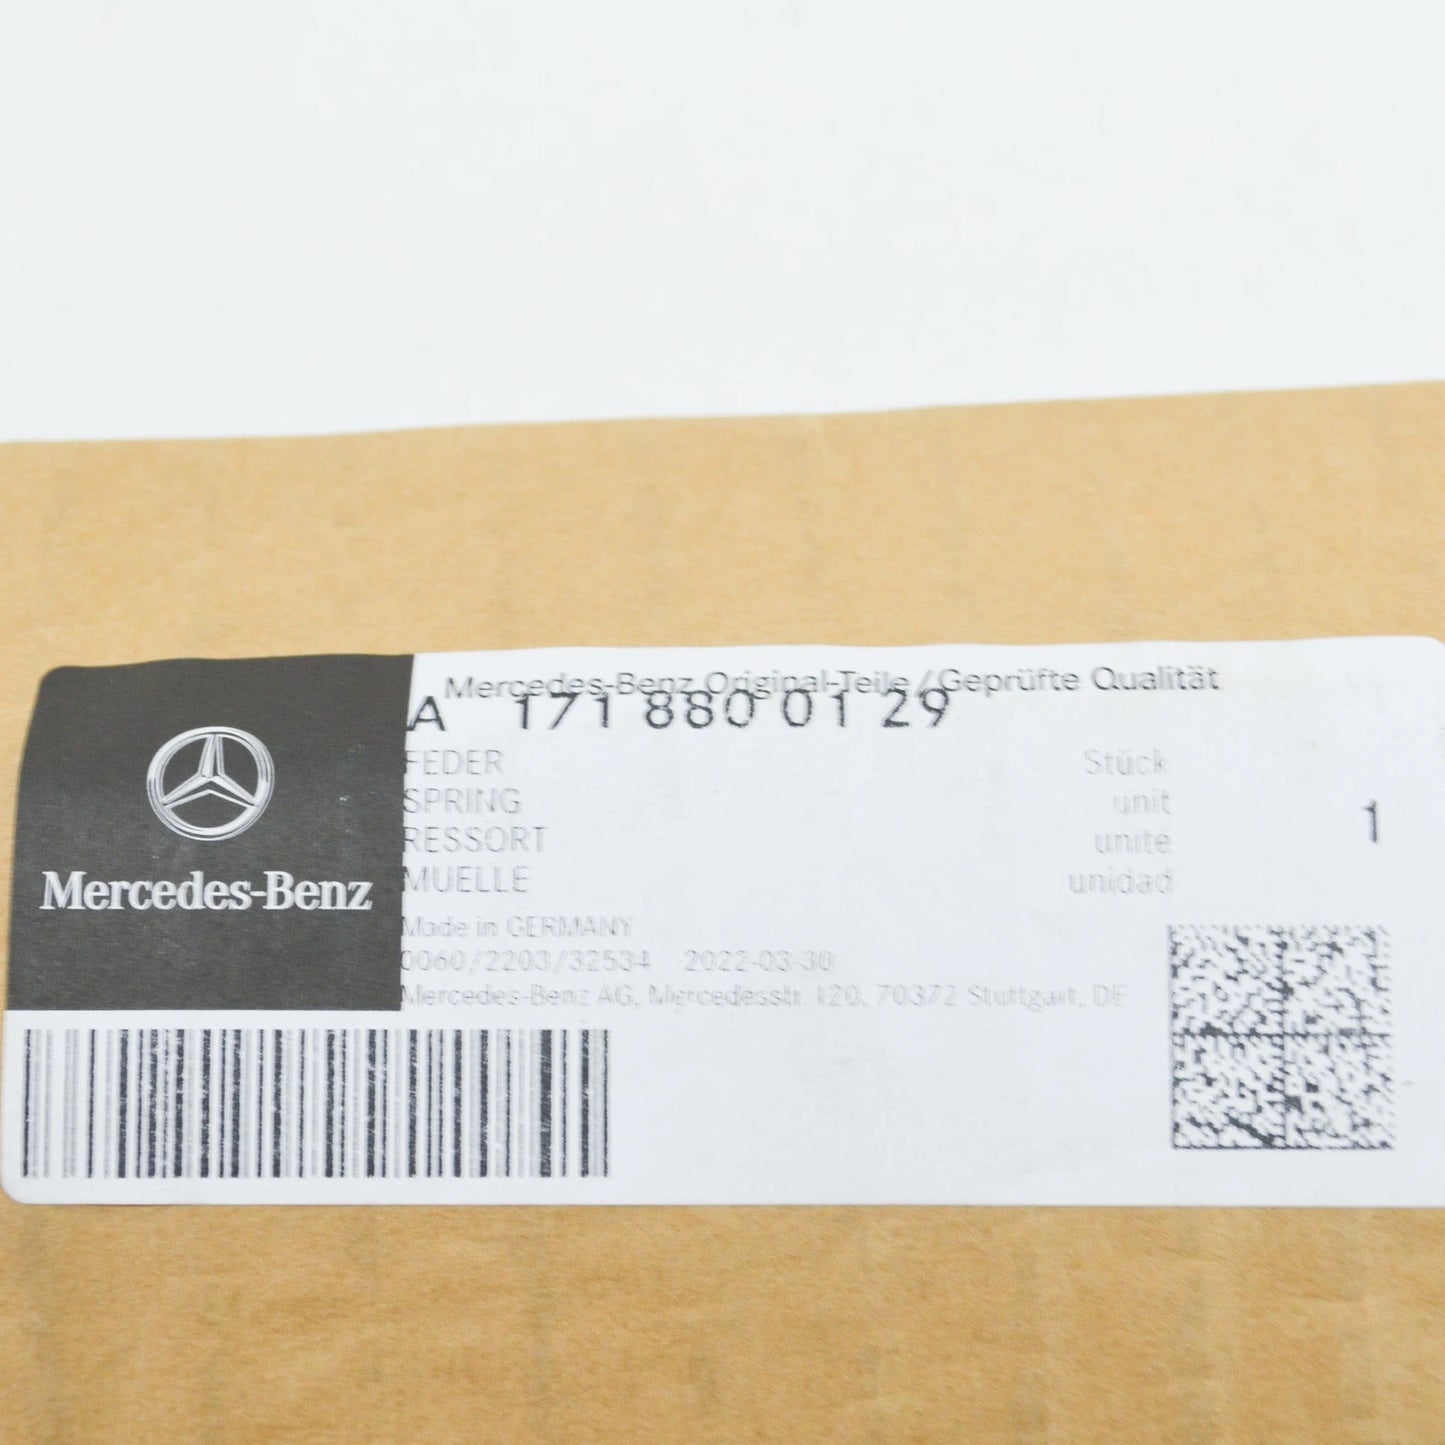 Mercedes-Benz Original-Teile/Geprüfte Qualität
A 171 880 01 29
FEDER Stück
SPRING unit
RESSORT unité
MUELLE unidad
1
Mercedes-Benz
Made in GERMANY
0060/2203/32534 2022-03-30
Mercedes-Benz AG, Mercedesstr. 120, 70372 Stuttgart, DE